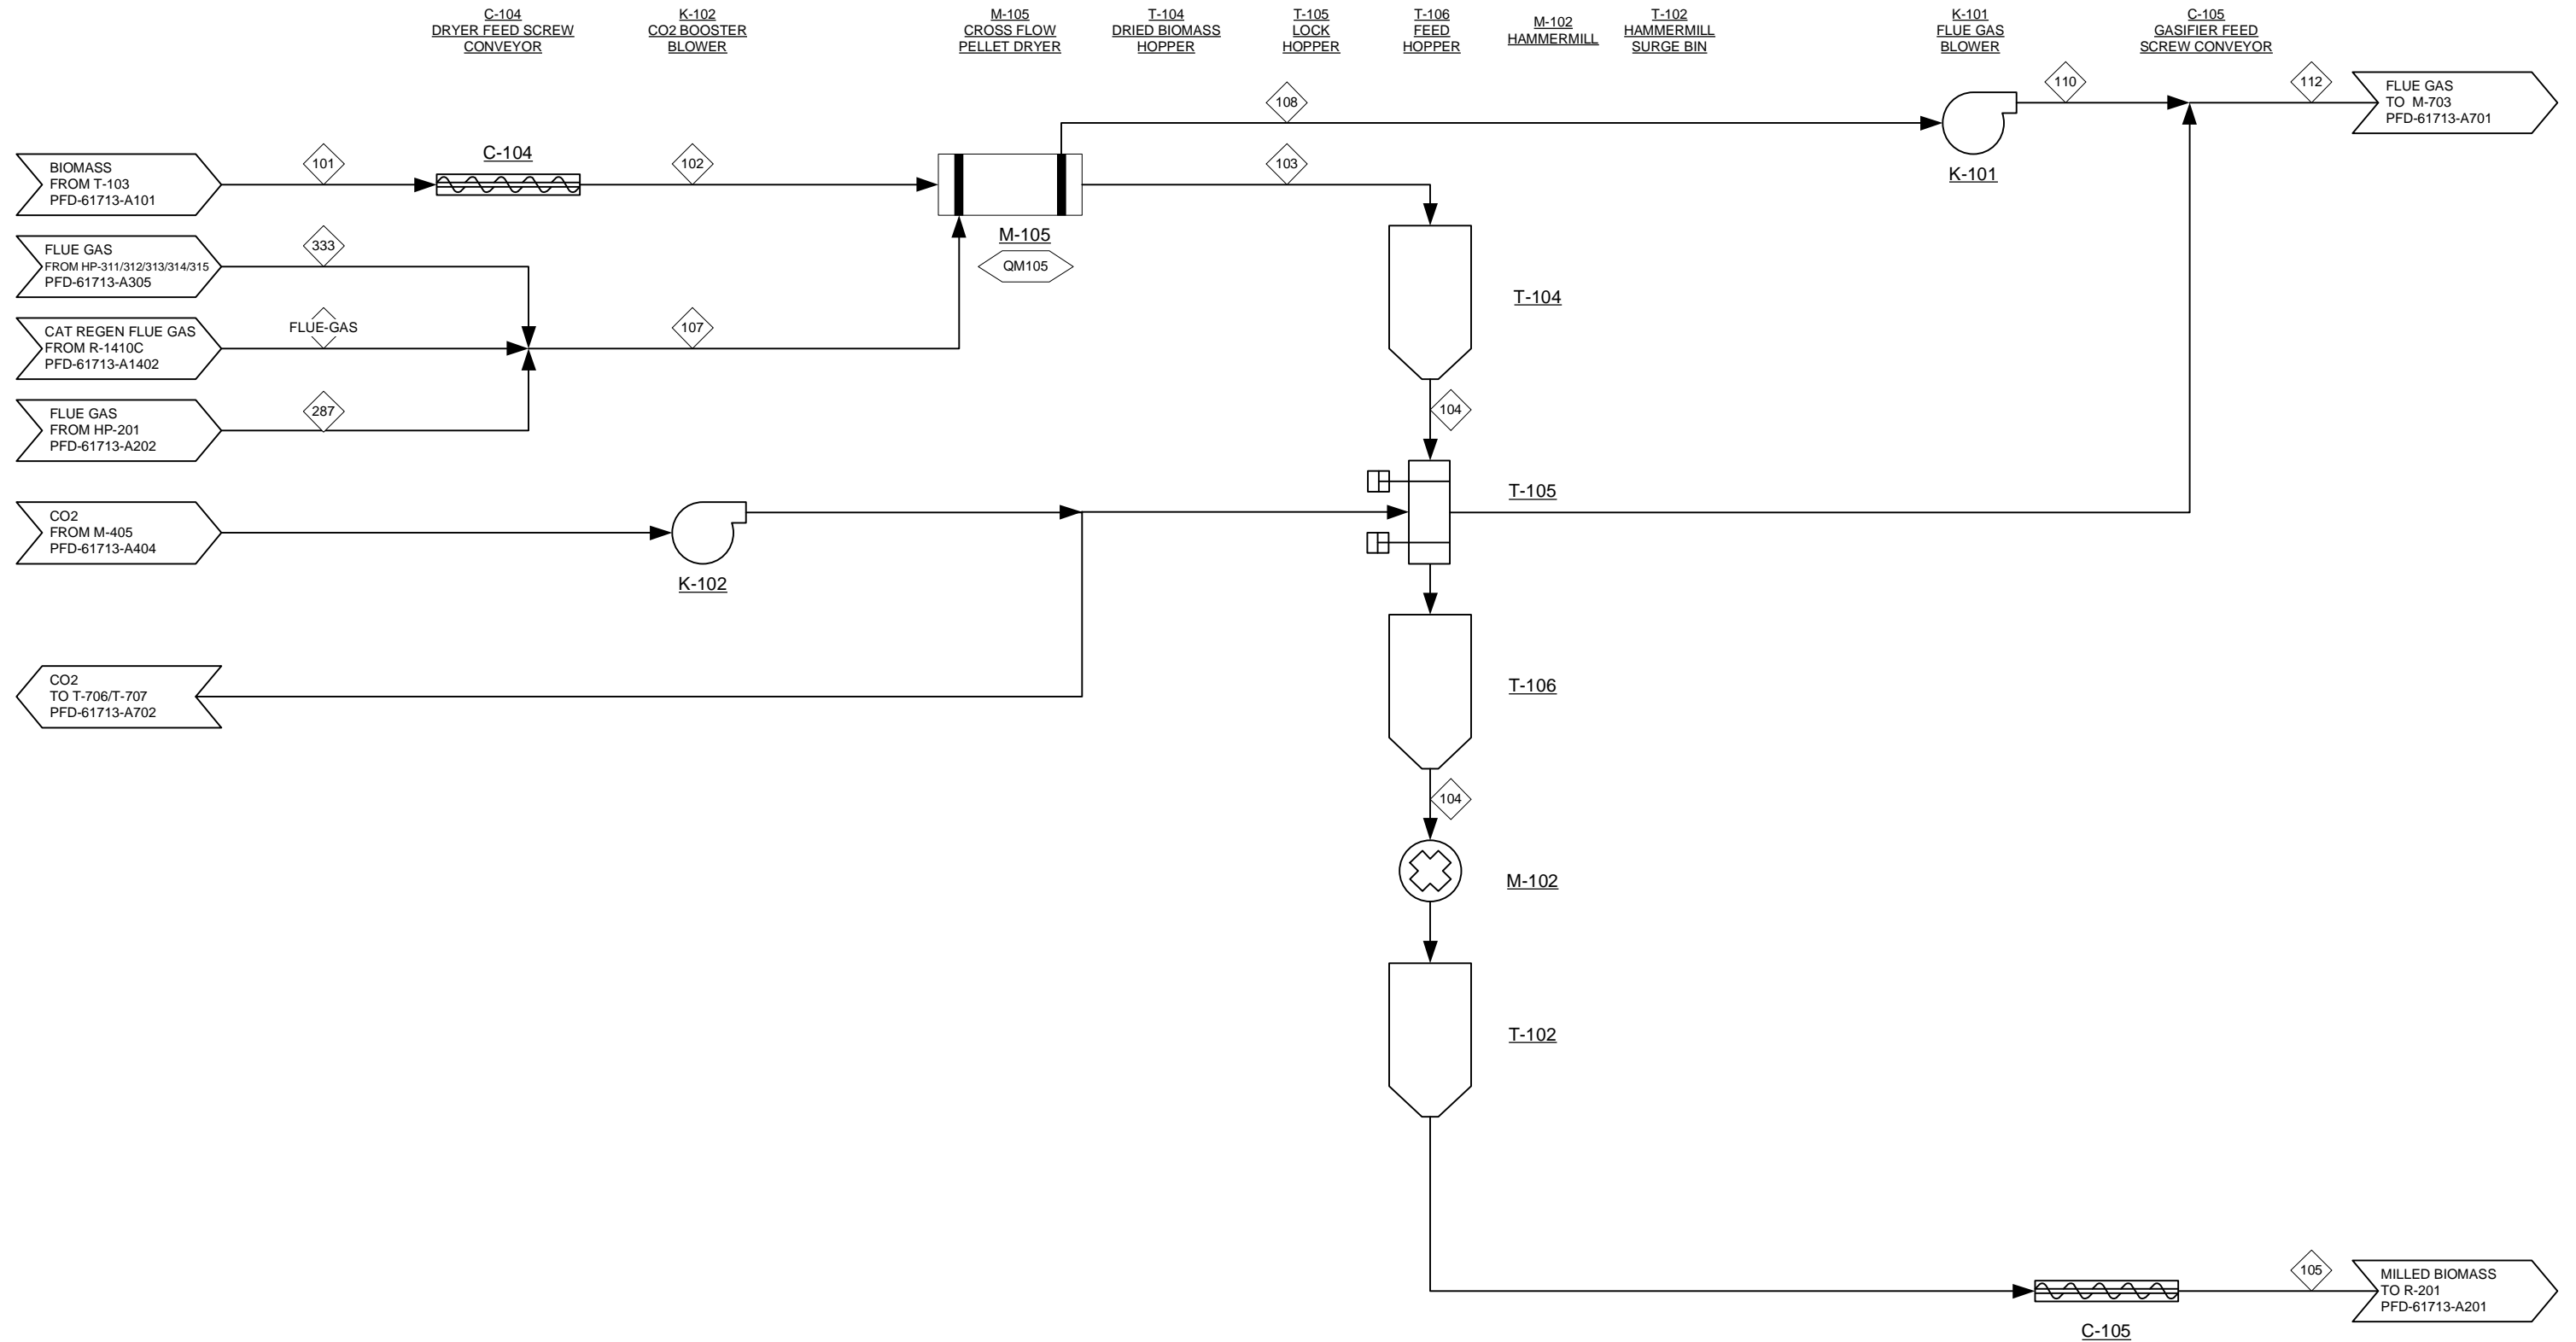 C-104
DRYER FEED SCREW
CONVEYOR
K-102
CO2 BOOSTER
BLOWER
M-105
CROSS FLOW
PELLET DRYER
T-104
DRIED BIOMASS
HOPPER
T-105
LOCK
HOPPER
T-106
FEED
HOPPER
M-102
HAMMERMILL
T-102
HAMMERMILL
SURGE BIN
K-101
FLUE GAS
BLOWER
C-105
GASIFIER FEED
SCREW CONVEYOR
110
112
FLUE GAS
TO M-703
PFD-61713-A701
108
K-101
BIOMASS
FROM T-103
PFD-61713-A101
101
C-104
102
103
M-105
QM105
FLUE GAS
FROM HP-311/312/313/314/315
PFD-61713-A305
333
T-104
CAT REGEN FLUE GAS
FROM R-1410C
PFD-61713-A1402
FLUE-GAS
107
FLUE GAS
FROM HP-201
PFD-61713-A202
287
104
T-105
CO2
FROM M-405
PFD-61713-A404
K-102
CO2
TO T-706/T-707
PFD-61713-A702
T-106
104
M-102
T-102
105
MILLED BIOMASS
TO R-201
PFD-61713-A201
C-105